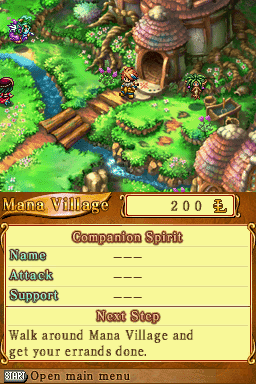 Mana Village
200
Companion Spirit
Name ---
Attack ---
Support ---
Next Step
Walk around Mana Village and
get your errands done.
START Open main menu